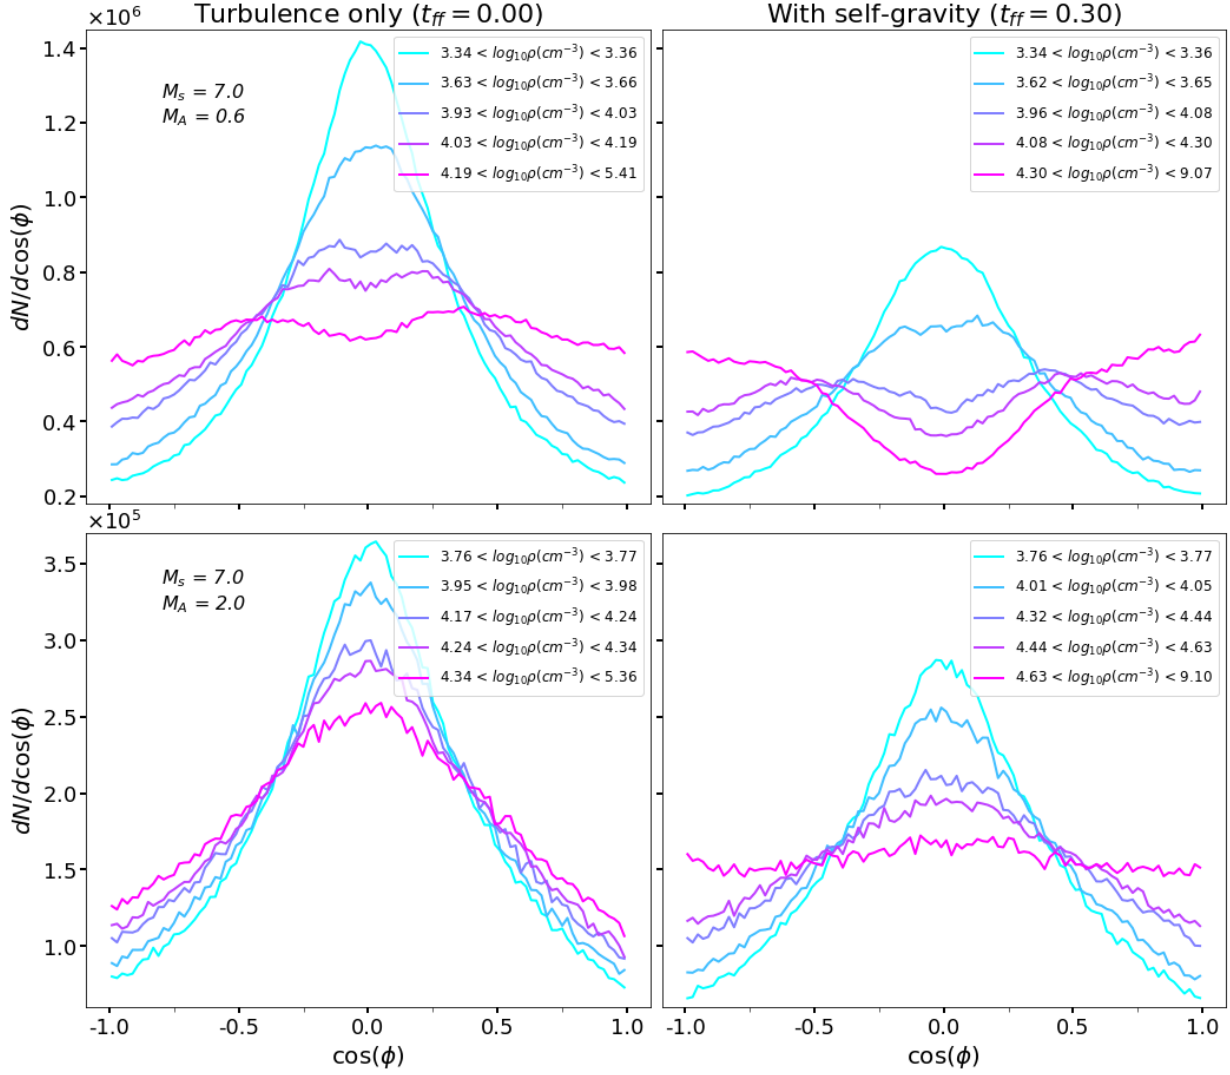 Turbulence only (t_ff = 0.00)
With self-gravity (t_ff = 0.30)
×10⁶
1.4
1.2
1.0
0.8
0.6
0.4
0.2
dN/dcos(ϕ)
M_s = 7.0
M_A = 0.6
3.34 < log₁₀ρ(cm⁻³) < 3.36
3.63 < log₁₀ρ(cm⁻³) < 3.66
3.93 < log₁₀ρ(cm⁻³) < 4.03
4.03 < log₁₀ρ(cm⁻³) < 4.19
4.19 < log₁₀ρ(cm⁻³) < 5.41
3.34 < log₁₀ρ(cm⁻³) < 3.36
3.62 < log₁₀ρ(cm⁻³) < 3.65
3.96 < log₁₀ρ(cm⁻³) < 4.08
4.08 < log₁₀ρ(cm⁻³) < 4.30
4.30 < log₁₀ρ(cm⁻³) < 9.07
×10⁵
3.5
3.0
2.5
2.0
1.5
1.0
dN/dcos(ϕ)
M_s = 7.0
M_A = 2.0
3.76 < log₁₀ρ(cm⁻³) < 3.77
3.95 < log₁₀ρ(cm⁻³) < 3.98
4.17 < log₁₀ρ(cm⁻³) < 4.24
4.24 < log₁₀ρ(cm⁻³) < 4.34
4.34 < log₁₀ρ(cm⁻³) < 5.36
3.76 < log₁₀ρ(cm⁻³) < 3.77
4.01 < log₁₀ρ(cm⁻³) < 4.05
4.32 < log₁₀ρ(cm⁻³) < 4.44
4.44 < log₁₀ρ(cm⁻³) < 4.63
4.63 < log₁₀ρ(cm⁻³) < 9.10
-1.0 -0.5 0.0 0.5 1.0
cos(ϕ)
-1.0 -0.5 0.0 0.5 1.0
cos(ϕ)